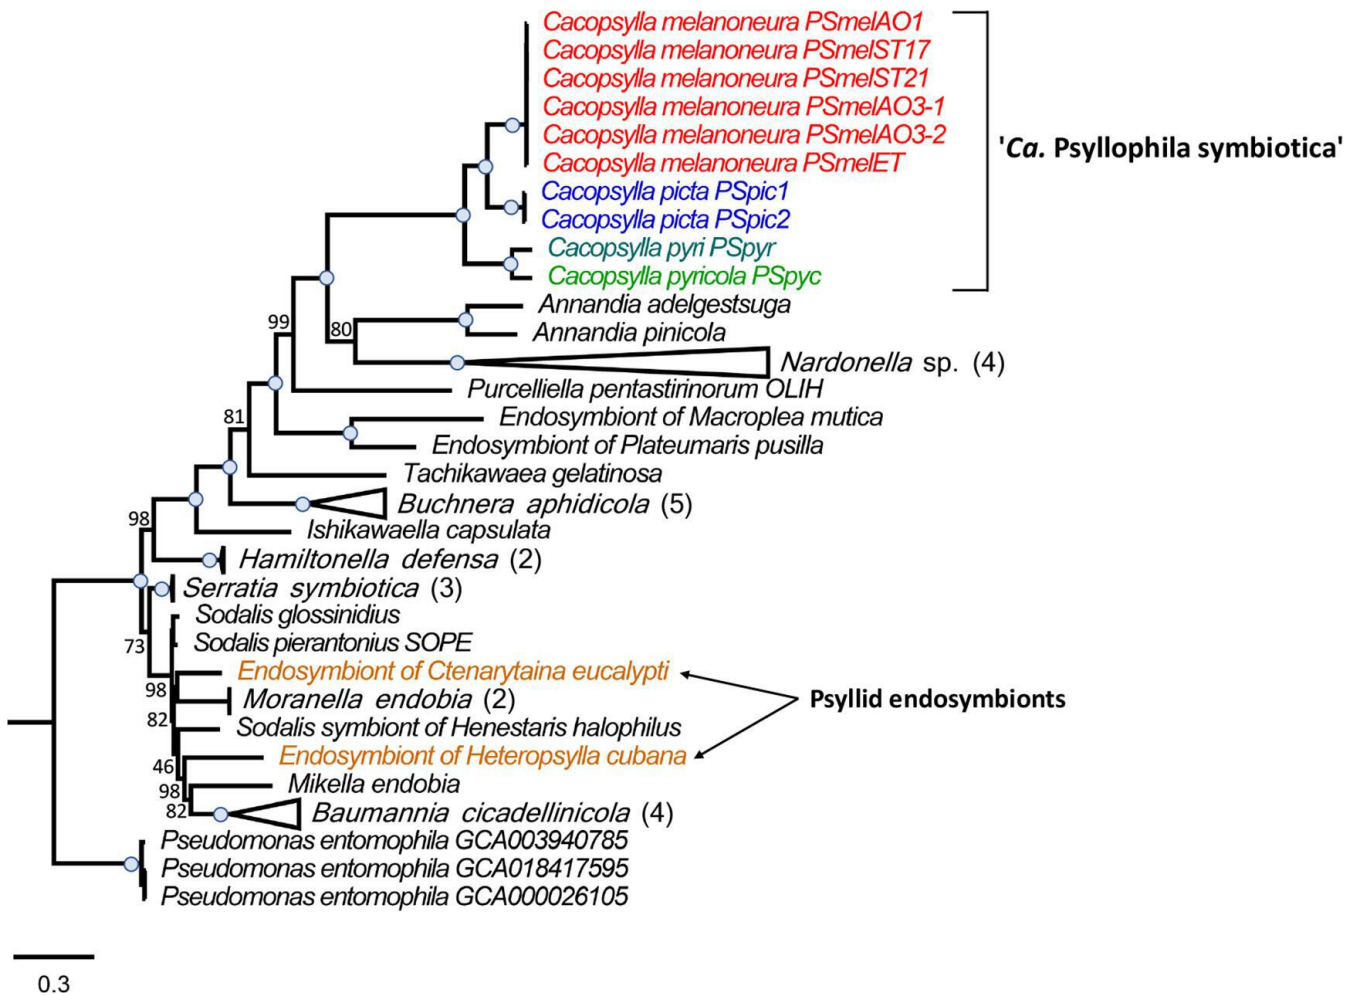 Cacopsylla melanoneura PSmelAO1
Cacopsylla melanoneura PSmelST17
Cacopsylla melanoneura PSmelST21
Cacopsylla melanoneura PSmelAO3-1
Cacopsylla melanoneura PSmelAO3-2
Cacopsylla melanoneura PSmelET
'Ca. Psyllophila symbiotica'
Cacopsylla picta PSpic1
Cacopsylla picta PSpic2
Cacopsylla pyri PSpyr
Cacopsylla pyricola PSpyc
Annandia adelgestsuga
99
80
Annandia pinicola
Nardonella sp. (4)
Purcelliella pentastirinorum OLIH
81
Endosymbiont of Macroplea mutica
Endosymbiont of Plateumaris pusilla
Tachikawaea gelatinosa
Buchnera aphidicola (5)
98
Ishikawaella capsulata
Hamiltonella defensa (2)
Serratia symbiotica (3)
Sodalis glossinidius
73
Sodalis pierantonius SOPE
Endosymbiont of Ctenarytaina eucalypti
98
Moranella endobia (2)
Psyllid endosymbionts
82
Sodalis symbiont of Henestaris halophilus
46
Endosymbiont of Heteropsylla cubana
98
Mikella endobia
82
Baumannia cicadellinicola (4)
Pseudomonas entomophila GCA003940785
Pseudomonas entomophila GCA018417595
Pseudomonas entomophila GCA000026105
0.3